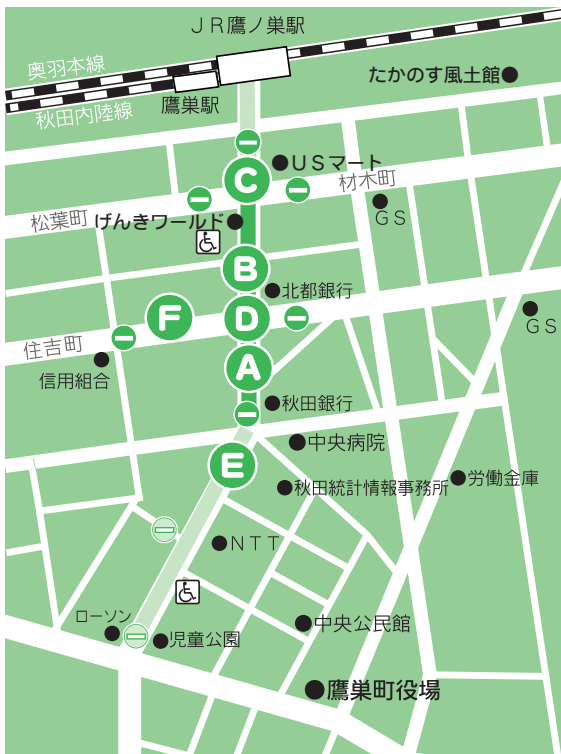 JR鷹ノ巣駅
奥羽本線
たかのす風土館
鷹巣駅
秋田内陸線
USマート
C
材木町
松葉町
げんきワールド
GS
B
北都銀行
F
D
GS
住吉町
信用組合
A
秋田銀行
中央病院
E
労働金庫
秋田統計情報事務所
NTT
ローソン
児童公園
中央公民館
鷹巣町役場